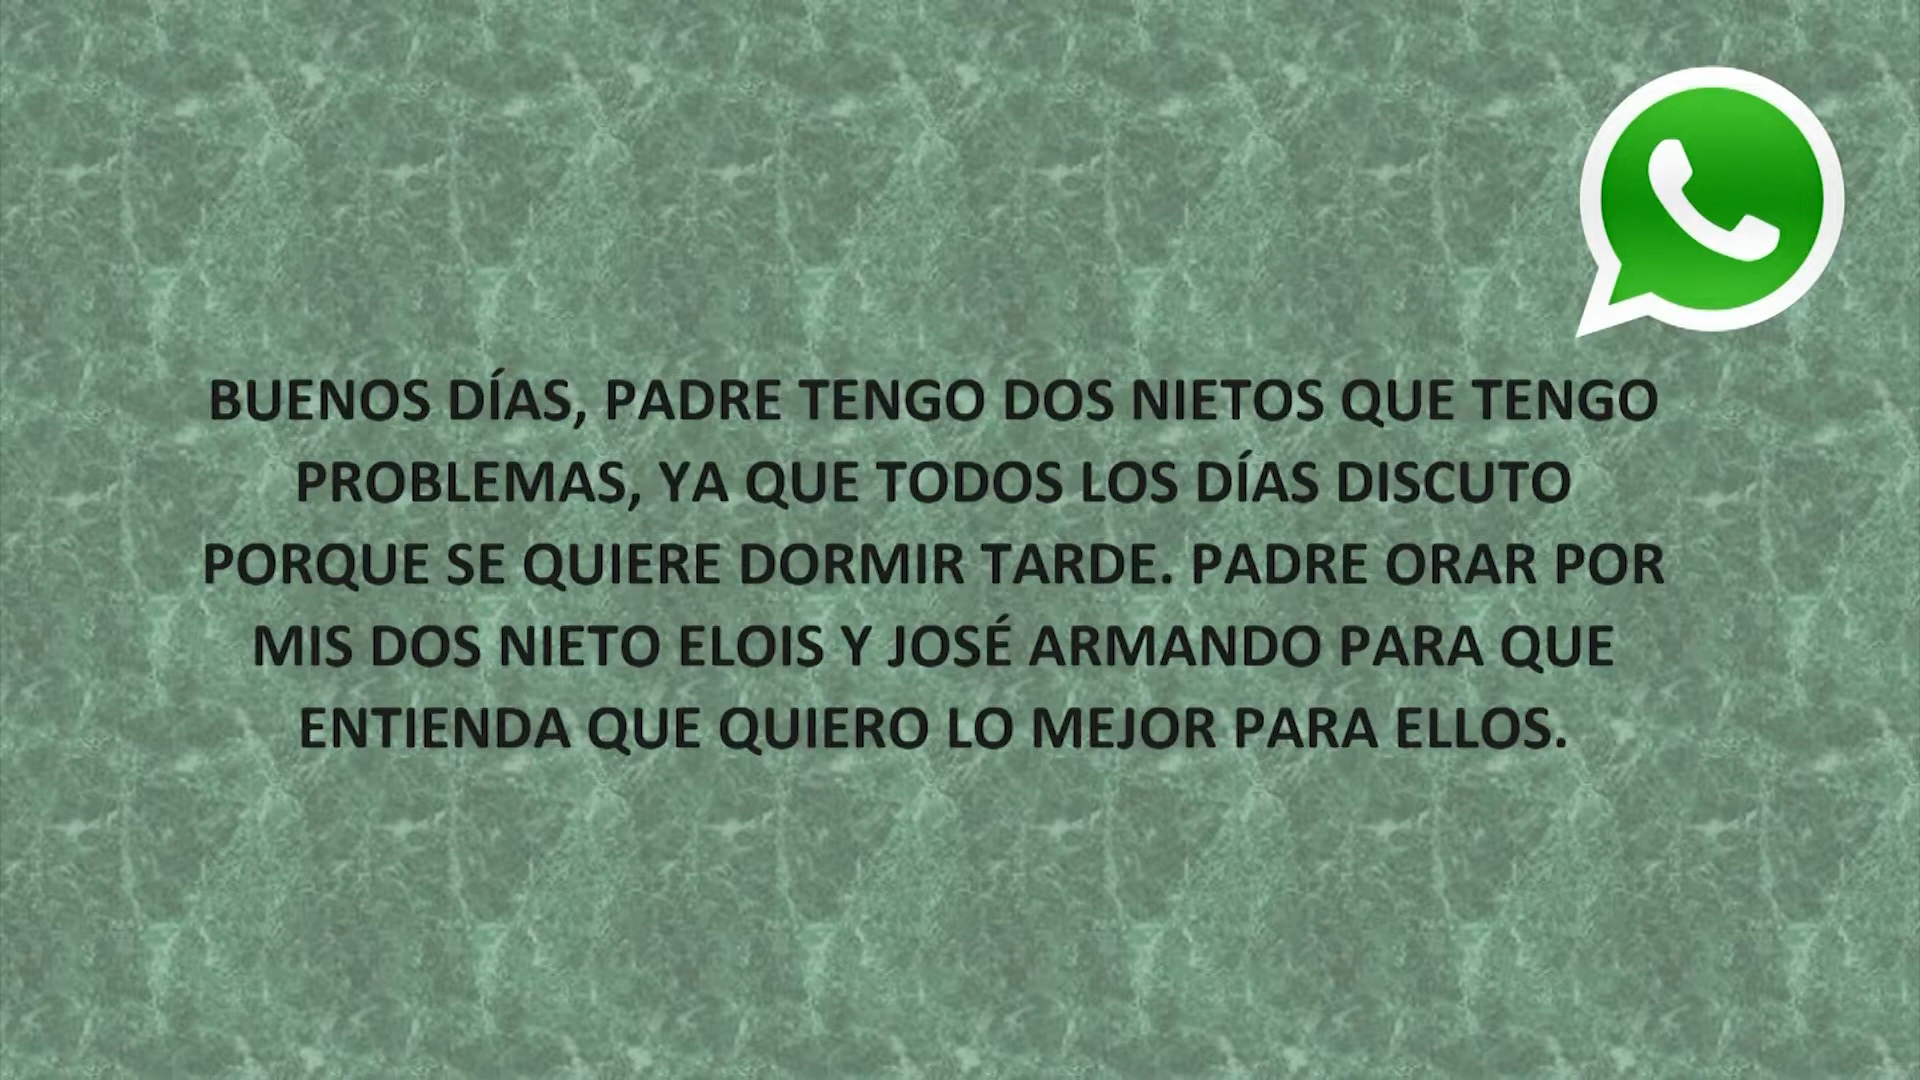 BUENOS DÍAS, PADRE TENGO DOS NIETOS QUE TENGO
PROBLEMAS, YA QUE TODOS LOS DÍAS DISCUTO
PORQUE SE QUIERE DORMIR TARDE. PADRE ORAR POR
MIS DOS NIETO ELOIS Y JOSÉ ARMANDO PARA QUE
ENTIENDA QUE QUIERO LO MEJOR PARA ELLOS.